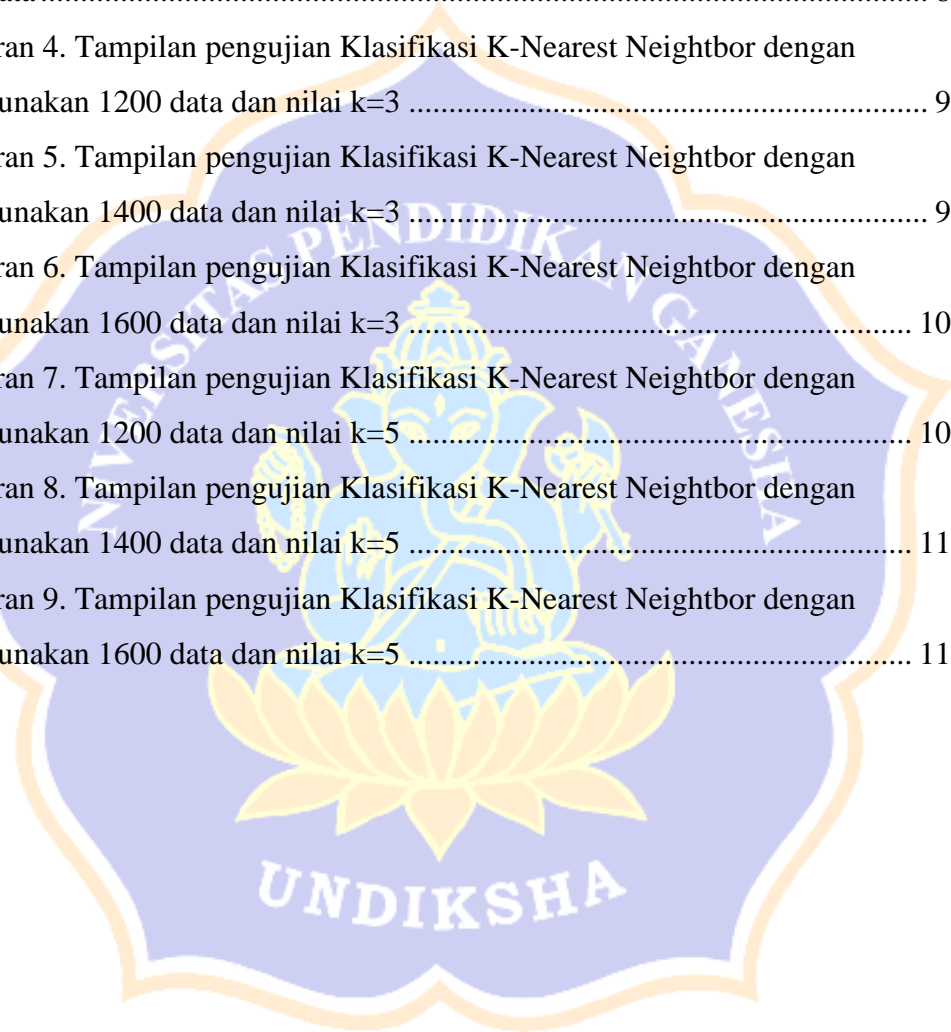 ran 4. Tampilan pengujian Klasifikasi K-Nearest Neightbor dengan
unakan 1200 data dan nilai k=3 ................................................................ 9
ran 5. Tampilan pengujian Klasifikasi K-Nearest Neightbor dengan
unakan 1400 data dan nilai k=3 ................................................................ 9
ran 6. Tampilan pengujian Klasifikasi K-Nearest Neightbor dengan
unakan 1600 data dan nilai k=3 ............................................................... 10
ran 7. Tampilan pengujian Klasifikasi K-Nearest Neightbor dengan
unakan 1200 data dan nilai k=5 .............................................................. 10
ran 8. Tampilan pengujian Klasifikasi K-Nearest Neightbor dengan
unakan 1400 data dan nilai k=5 .............................................................. 11
ran 9. Tampilan pengujian Klasifikasi K-Nearest Neightbor dengan
unakan 1600 data dan nilai k=5 .............................................................. 11
NIVERSITAS PENDIDIKAN GANESHA
UNDIKSHA